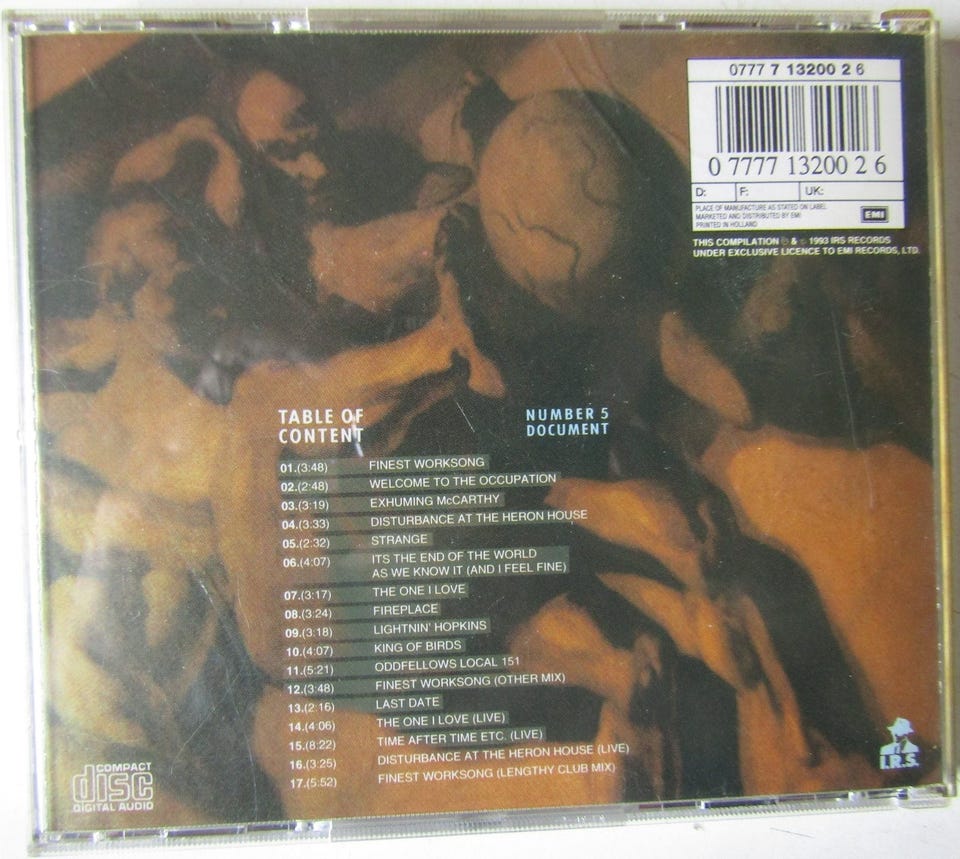 0777 7 13200 2 6
0 7777 13200 2 6
D: F: UK:
PLACE OF MANUFACTURE AS STATED ON LABEL
MARKETED AND DISTRIBUTED BY EMI
PRINTED IN HOLLAND
EMI
THIS COMPILATION ℗ & © 1993 IRS RECORDS
UNDER EXCLUSIVE LICENCE TO EMI RECORDS, LTD.
TABLE OF
CONTENT
NUMBER 5
DOCUMENT
01.(3:48) FINEST WORKSONG
02.(2:48) WELCOME TO THE OCCUPATION
03.(3:19) EXHUMING McCARTHY
04.(3:33) DISTURBANCE AT THE HERON HOUSE
05.(2:32) STRANGE
06.(4:07) ITS THE END OF THE WORLD
AS WE KNOW IT (AND I FEEL FINE)
07.(3:17) THE ONE I LOVE
08.(3:24) FIREPLACE
09.(3:18) LIGHTNIN' HOPKINS
10.(4:07) KING OF BIRDS
11.(5:21) ODDFELLOWS LOCAL 151
12.(3:48) FINEST WORKSONG (OTHER MIX)
13.(2:16) LAST DATE
14.(4:06) THE ONE I LOVE (LIVE)
15.(8:22) TIME AFTER TIME ETC. (LIVE)
16.(3:25) DISTURBANCE AT THE HERON HOUSE (LIVE)
17.(5:52) FINEST WORKSONG (LENGTHY CLUB MIX)
COMPACT
disc
DIGITAL AUDIO
I.R.S.